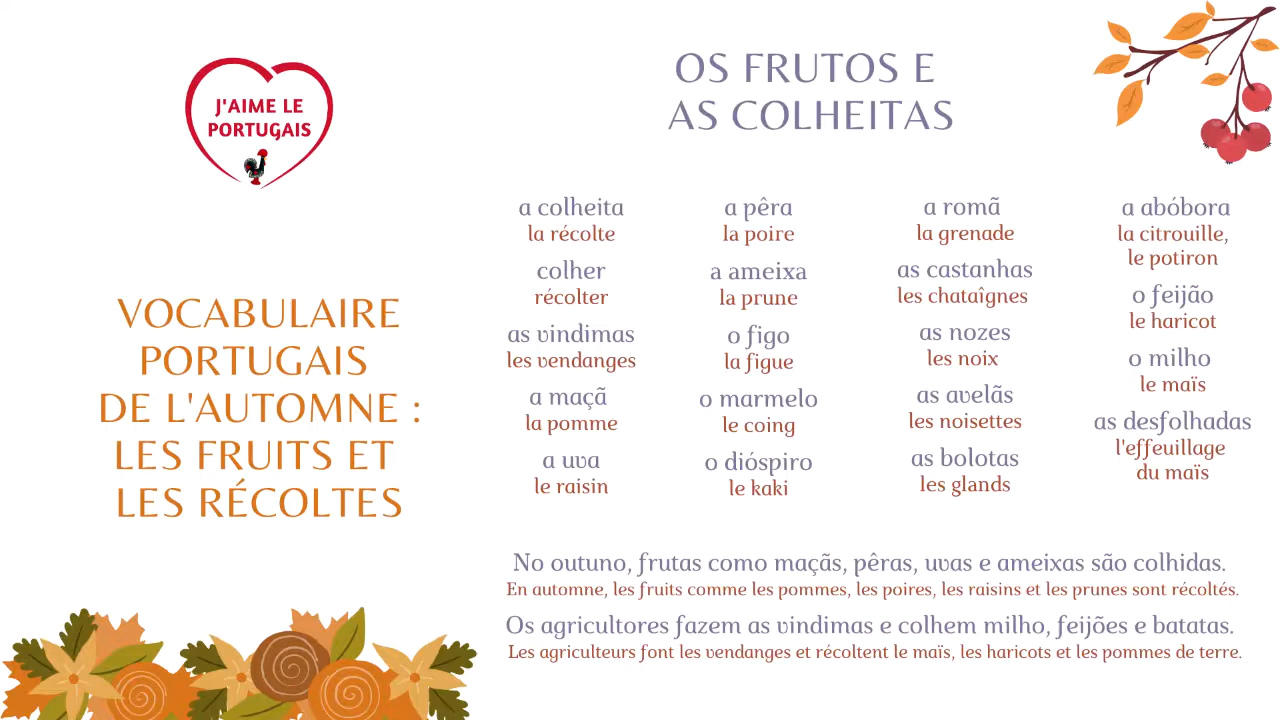 J'AIME LE
PORTUGAIS
VOCABULAIRE
PORTUGAIS
DE L'AUTOMNE :
LES FRUITS ET
LES RÉCOLTES
OS FRUTOS E
AS COLHEITAS
a colheita
la récolte
colher
récolter
as vindimas
les vendanges
a maçã
la pomme
a uva
le raisin
a pêra
la poire
a ameixa
la prune
o figo
la figue
o marmelo
le coing
o dióspiro
le kaki
a romã
la grenade
as castanhas
les chataîgnes
as nozes
les noix
as avelãs
les noisettes
as bolotas
les glands
a abóbora
la citrouille,
le potiron
o feijão
le haricot
o milho
le maïs
as desfolhadas
l'effeuillage
du maïs
No outuno, frutas como maçãs, pêras, uvas e ameixas são colhidas.
En automne, les fruits comme les pommes, les poires, les raisins et les prunes sont récoltés.
Os agricultores fazem as vindimas e colhem milho, feijões e batatas.
Les agriculteurs font les vendanges et récoltent le maïs, les haricots et les pommes de terre.